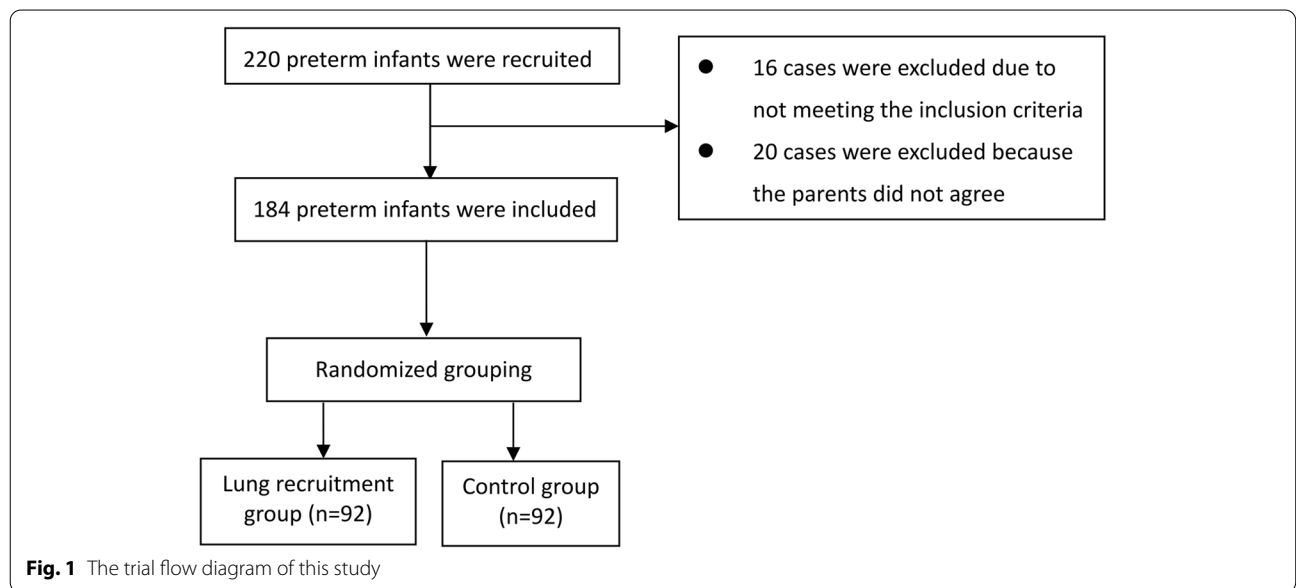 220 preterm infants were recruited
● 16 cases were excluded due to
not meeting the inclusion criteria
● 20 cases were excluded because
the parents did not agree
184 preterm infants were included
Randomized grouping
Lung recruitment
group (n=92)
Control group
(n=92)
Fig. 1 The trial flow diagram of this study